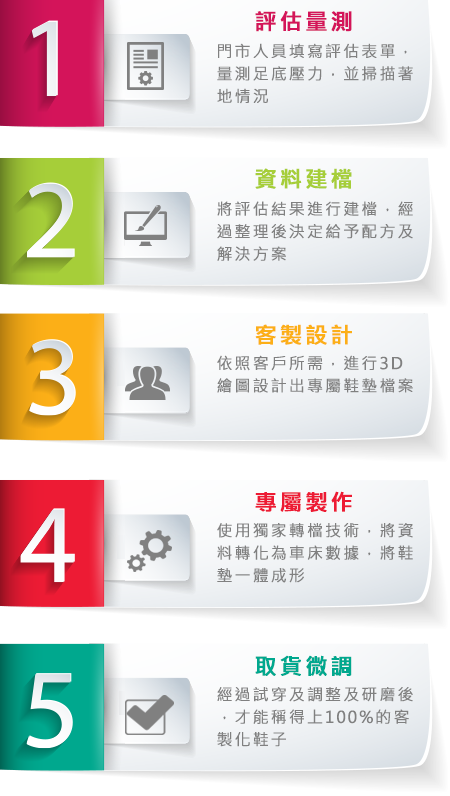 1
評估量測
門市人員填寫評估表單，
量測足底壓力，並掃描著
地情況
2
資料建檔
將評估結果進行建檔，經
過整理後決定給予配方及
解決方案
3
客製設計
依照客戶所需，進行3D
繪圖設計出專屬鞋墊檔案
4
專屬製作
使用獨家轉檔技術，將資
料轉化為車床數據，將鞋
墊一體成形
5
取貨微調
經過試穿及調整及研磨後
，才能稱得上100%的客
製化鞋子